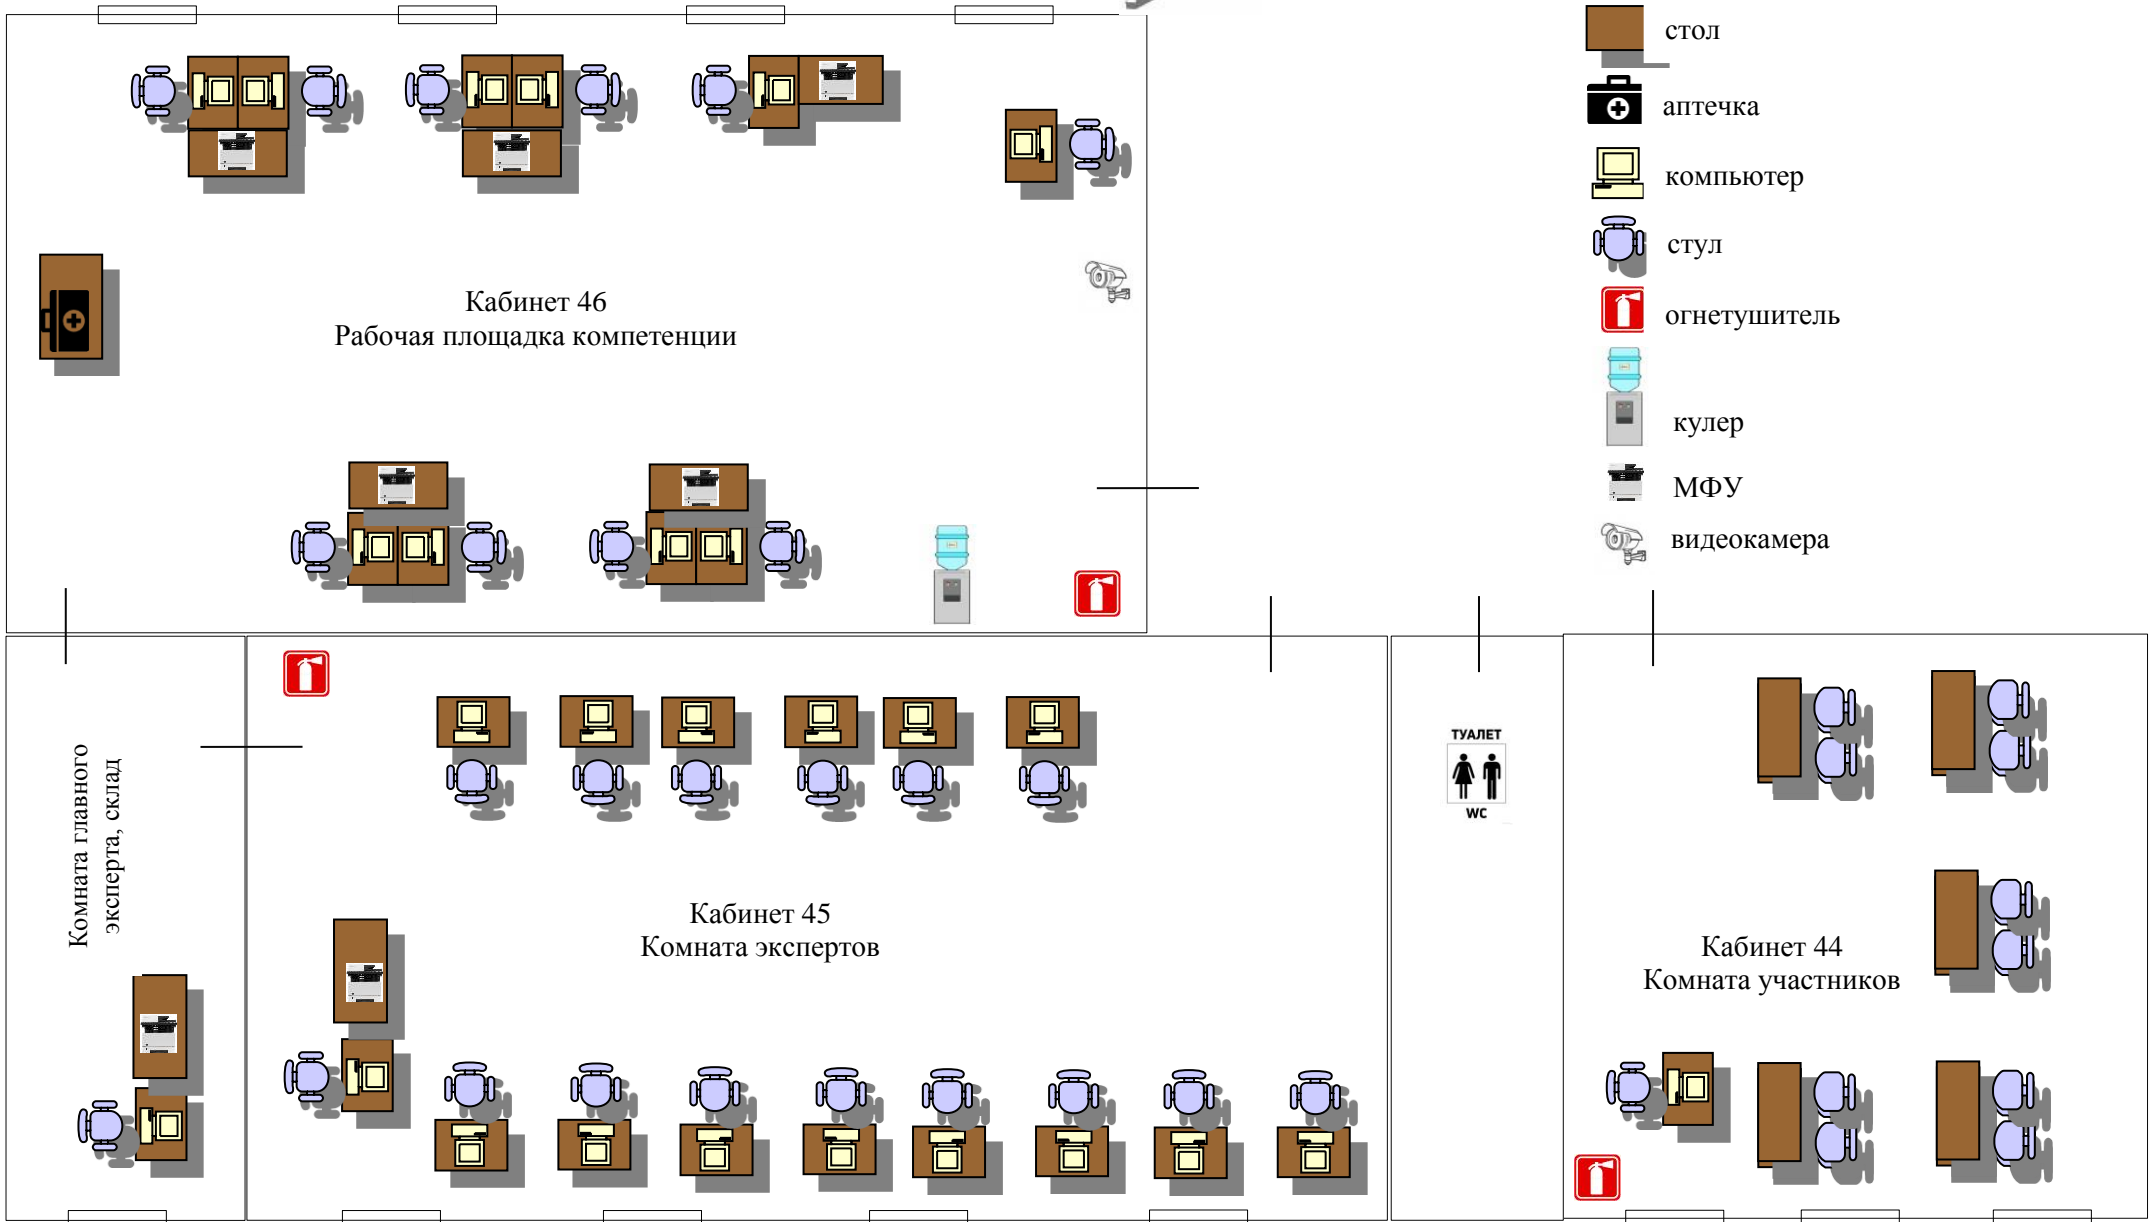 стол
аптечка
компьютер
стул
огнетушитель
кулер
МФУ
видеокамера
Кабинет 46
Рабочая площадка компетенции
Комната главного
эксперта, склад
Кабинет 45
Комната экспертов
ТУАЛЕТ
WC
Кабинет 44
Комната участников